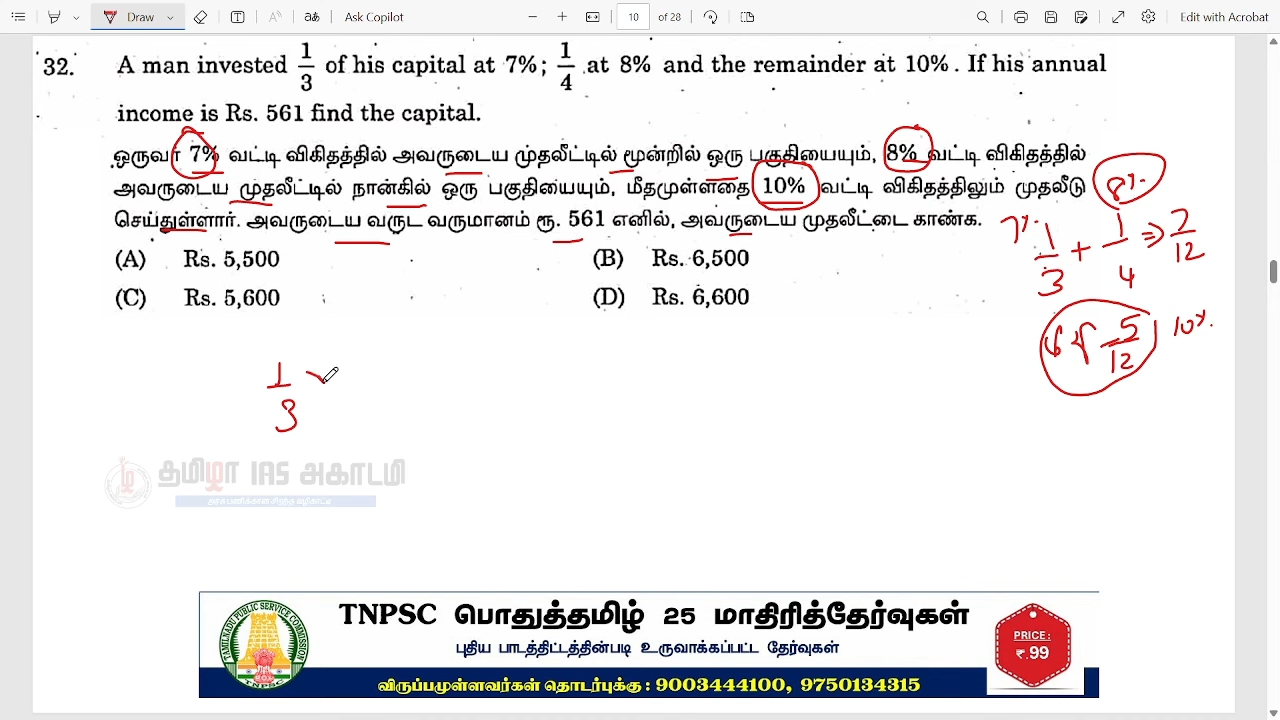 Draw
Ask Copilot
10 of 28
Edit with Acrobat
32. A man invested 1/3 of his capital at 7%; 1/4 at 8% and the remainder at 10%. If his annual
income is Rs. 561 find the capital.
ஒருவர் 7% வட்டி விகிதத்தில் அவருடைய முதலீட்டில் மூன்றில் ஒரு பகுதியையும், 8% வட்டி விகிதத்தில்
அவருடைய முதலீட்டில் நான்கில் ஒரு பகுதியையும், மீதமுள்ளதை 10% வட்டி விகிதத்திலும் முதலீடு
செய்துள்ளார். அவருடைய வருட வருமானம் ரூ. 561 எனில், அவருடைய முதலீட்டை காண்க.
(A) Rs. 5,500 (B) Rs. 6,500
(C) Rs. 5,600 (D) Rs. 6,600
8%
7% 1/3 + 1/4 => 7/12
5/12 10%
1/3
தமிழா IAS அகாடமி
TAMILNADU PUBLIC SERVICE COMMISSION
TNPSC
TNPSC பொதுத்தமிழ் 25 மாதிரித்தேர்வுகள்
புதிய பாடத்திட்டத்தின்படி உருவாக்கப்பட்ட தேர்வுகள்
விருப்பமுள்ளவர்கள் தொடர்புக்கு : 9003444100, 9750134315
PRICE:
₹.99